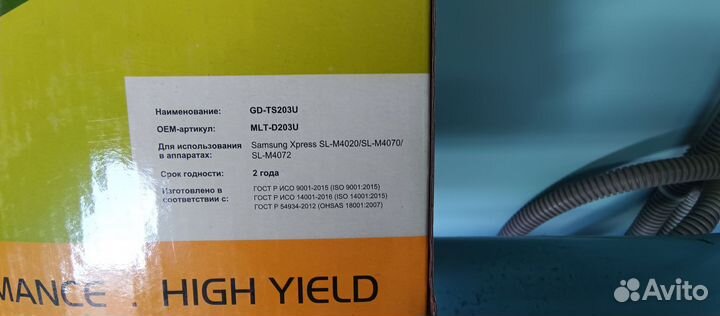 Наименование: GD-TS203U
OEM-артикул: MLT-D203U
Для использования в аппаратах: Samsung Xpress SL-M4020/SL-M4070/
SL-M4072
Срок годности: 2 года
Изготовлено в соответствии с: ГОСТ Р ИСО 9001-2015 (ISO 9001:2015)
ГОСТ Р ИСО 14001-2016 (ISO 14001:2015)
ГОСТ Р 54934-2012 (OHSAS 18001:2007)
MANCE HIGH YIELD
Avito